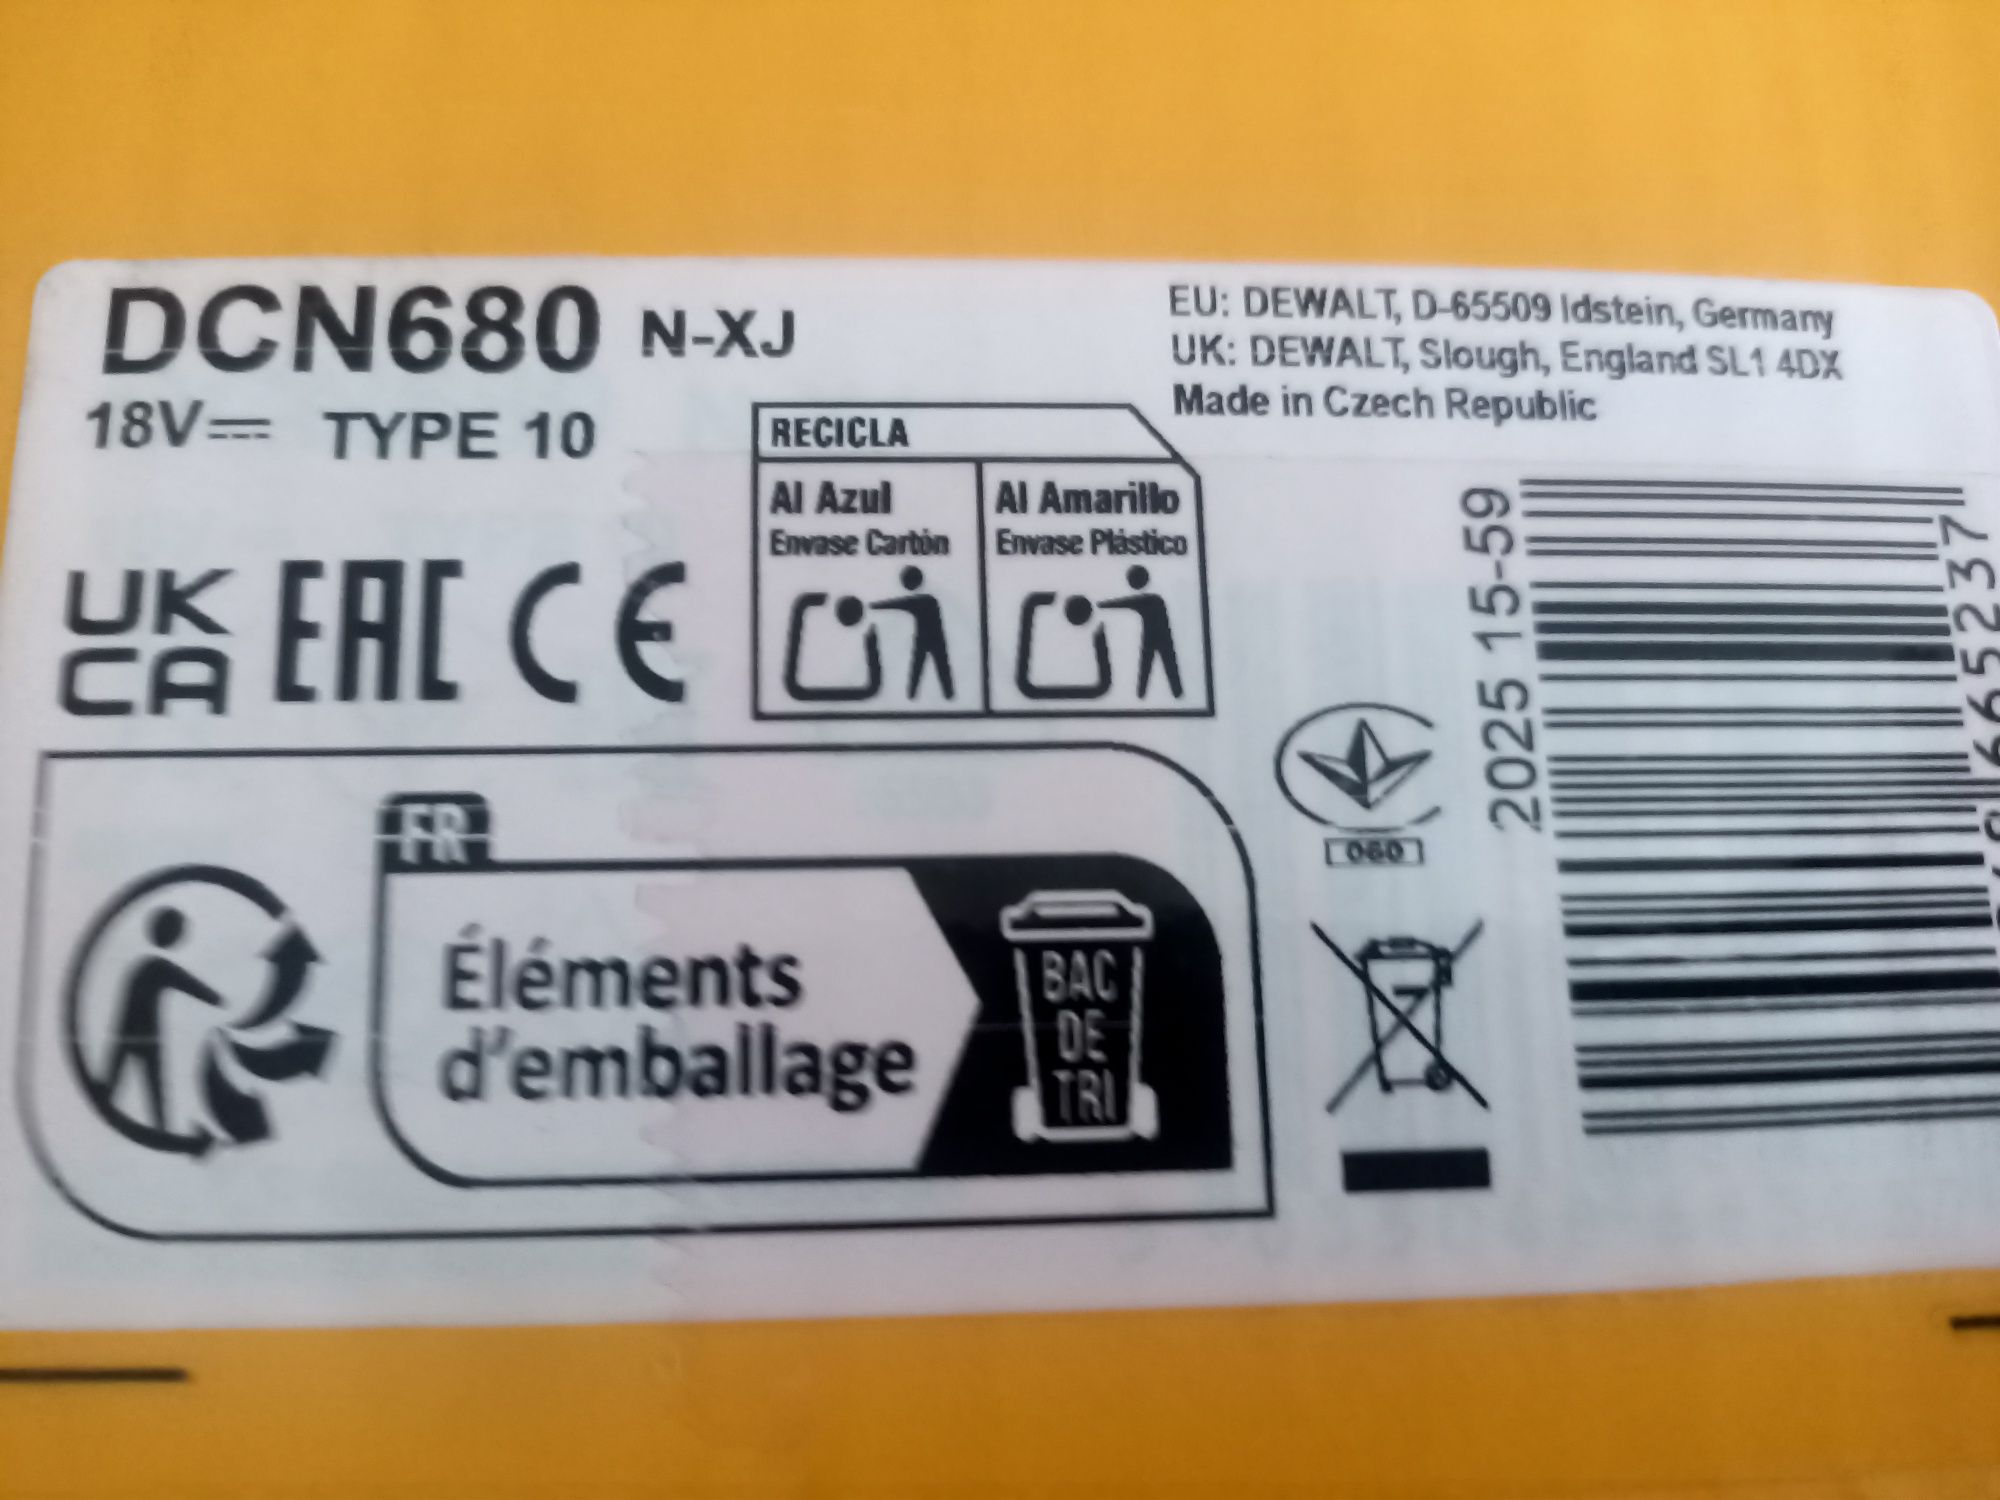 DCN680 N-XJ
18V TYPE 10
EU: DEWALT, D-65509 Idstein, Germany
UK: DEWALT, Slough, England SL1 4DX
Made in Czech Republic
RECICLA
Al Azul
Envase Cartón
Al Amarillo
Envase Plástico
UK
CA
EAC
CE
FR
Éléments
d'emballage
BAC
DE
TRI
060
7
2025 15-59
665237